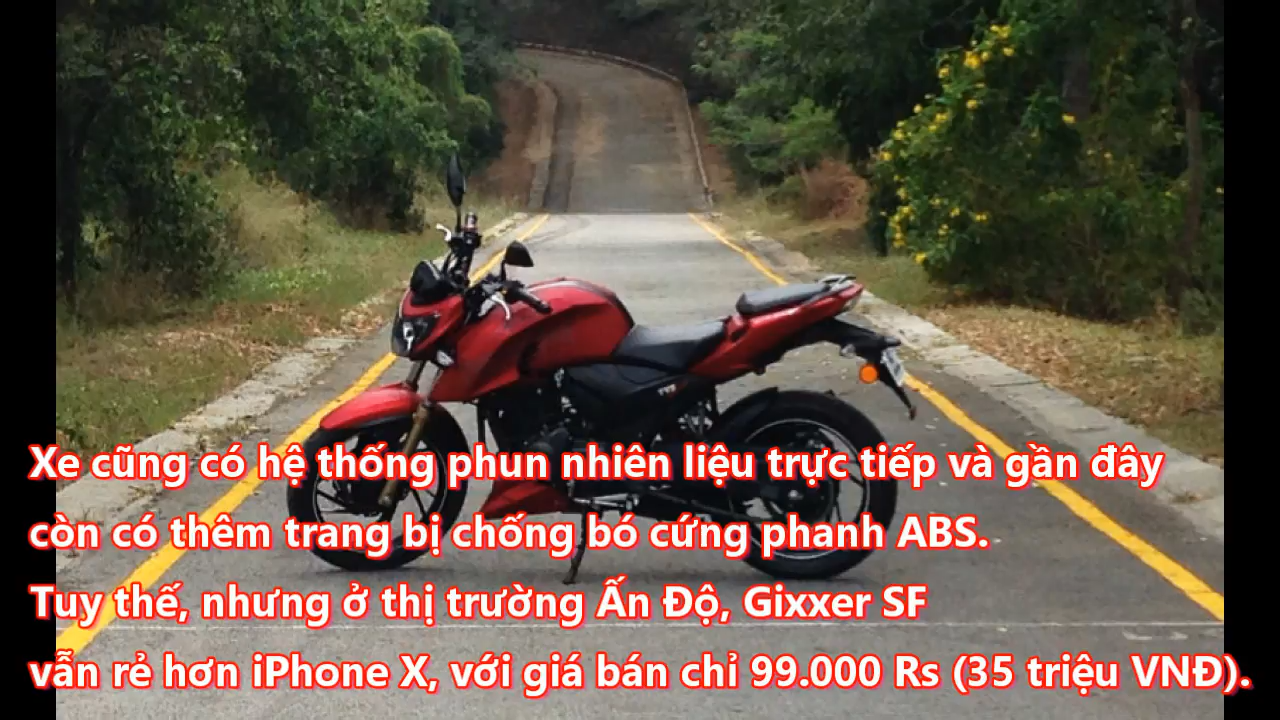 Xe cũng có hệ thống phun nhiên liệu trực tiếp và gần đây
còn có thêm trang bị chống bó cứng phanh ABS.
Tuy thế, nhưng ở thị trường Ấn Độ, Gixxer SF
vẫn rẻ hơn iPhone X, với giá bán chỉ 99.000 Rs (35 triệu VNĐ).
TVS